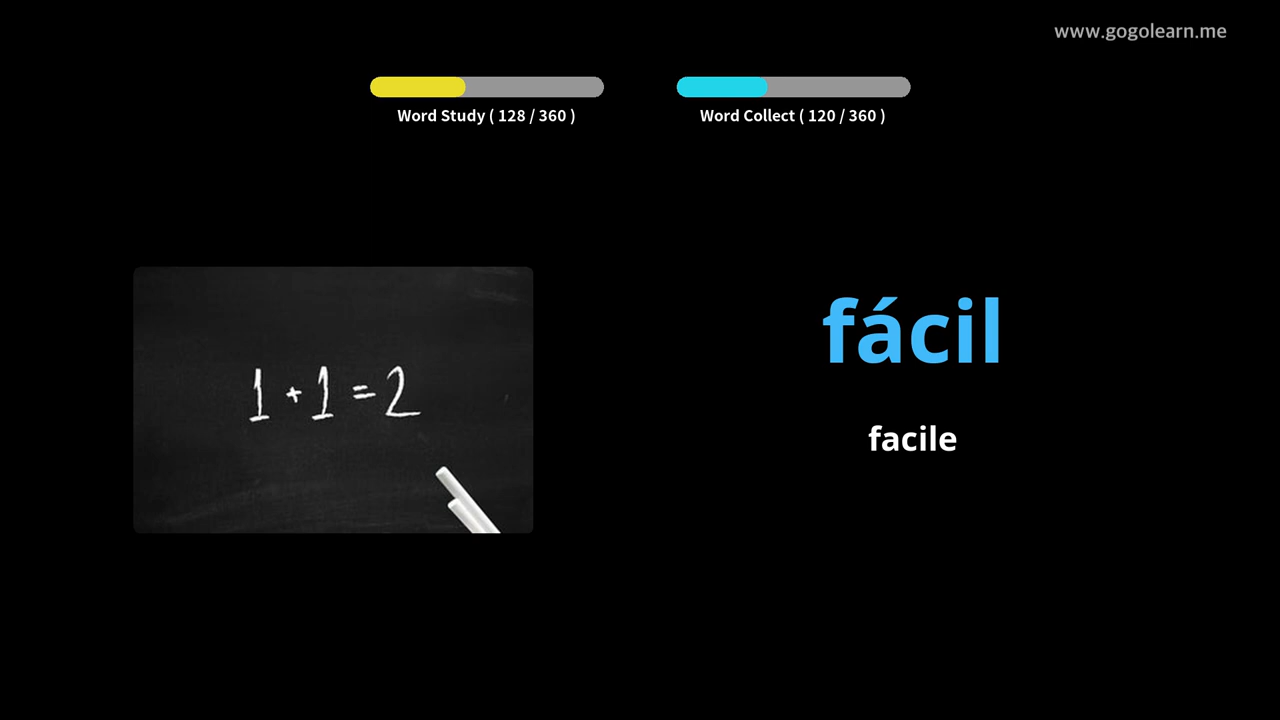 www.gogolearn.me
Word Study ( 128 / 360 )
Word Collect ( 120 / 360 )
1 + 1 = 2
fácil
facile